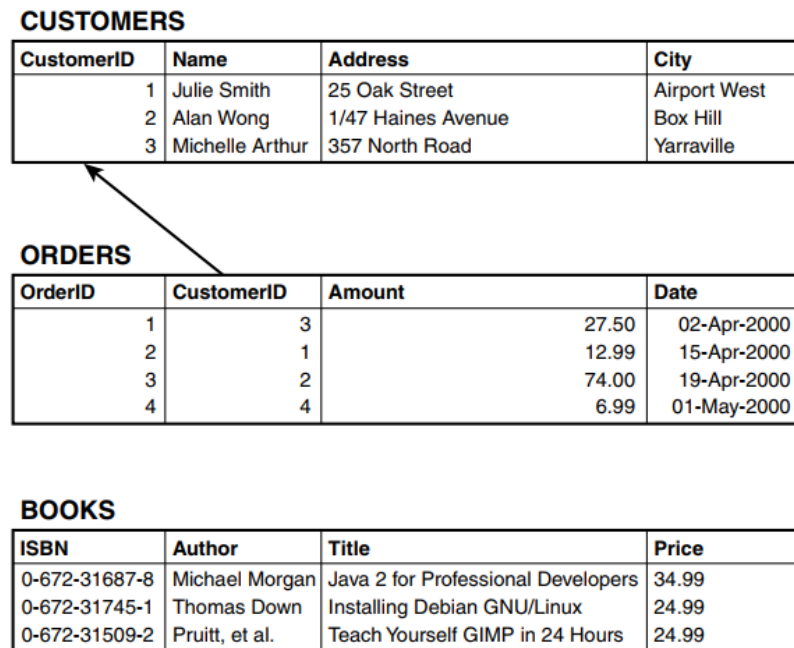 CUSTOMERS
CustomerID Name Address City
1 Julie Smith 25 Oak Street Airport West
2 Alan Wong 1/47 Haines Avenue Box Hill
3 Michelle Arthur 357 North Road Yarraville
ORDERS
OrderID CustomerID Amount Date
1 3 27.50 02-Apr-2000
2 1 12.99 15-Apr-2000
3 2 74.00 19-Apr-2000
4 4 6.99 01-May-2000
BOOKS
ISBN Author Title Price
0-672-31687-8 Michael Morgan Java 2 for Professional Developers 34.99
0-672-31745-1 Thomas Down Installing Debian GNU/Linux 24.99
0-672-31509-2 Pruitt, et al. Teach Yourself GIMP in 24 Hours 24.99